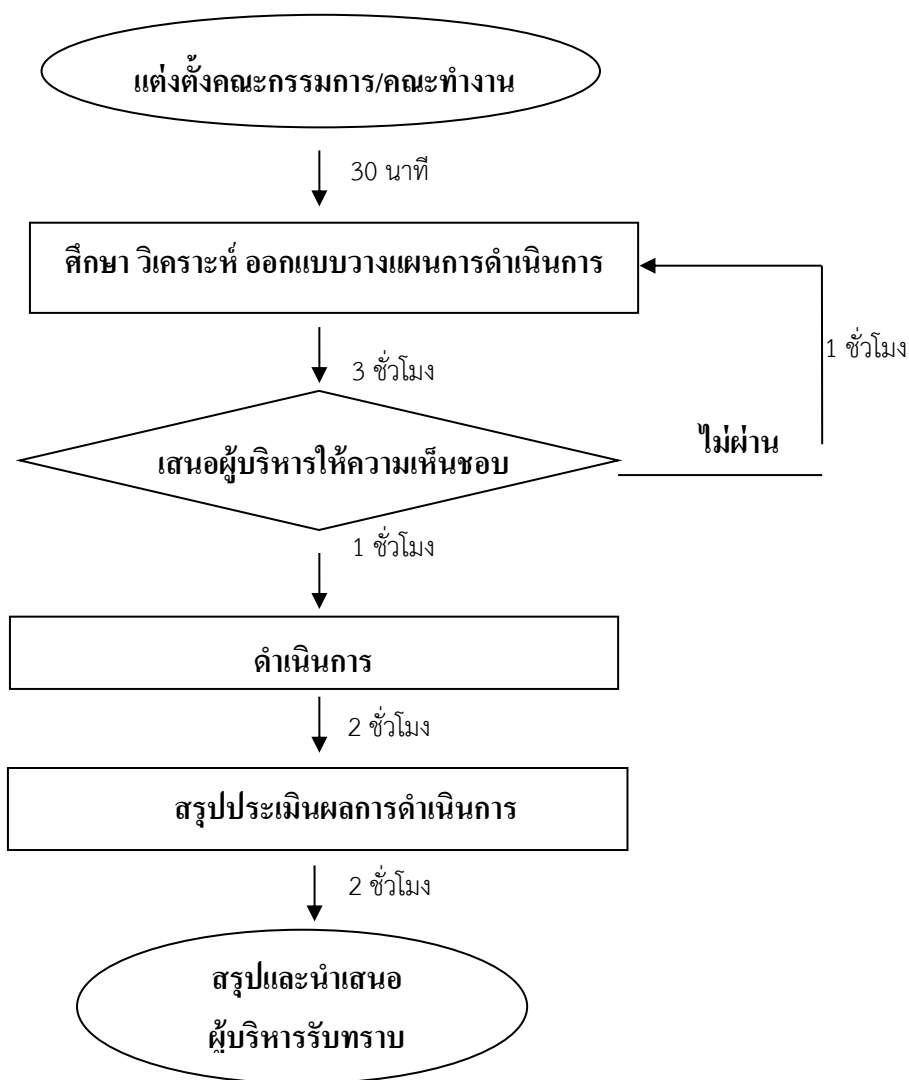 แต่งตั้งคณะกรรมการ/คณะทำงาน
30 นาที
ศึกษา วิเคราะห์ ออกแบบวางแผนการดำเนินการ
1 ชั่วโมง
3 ชั่วโมง
ไม่ผ่าน
เสนอผู้บริหารให้ความเห็นชอบ
1 ชั่วโมง
ดำเนินการ
2 ชั่วโมง
สรุปประเมินผลการดำเนินการ
2 ชั่วโมง
สรุปและนำเสนอ
ผู้บริหารรับทราบ